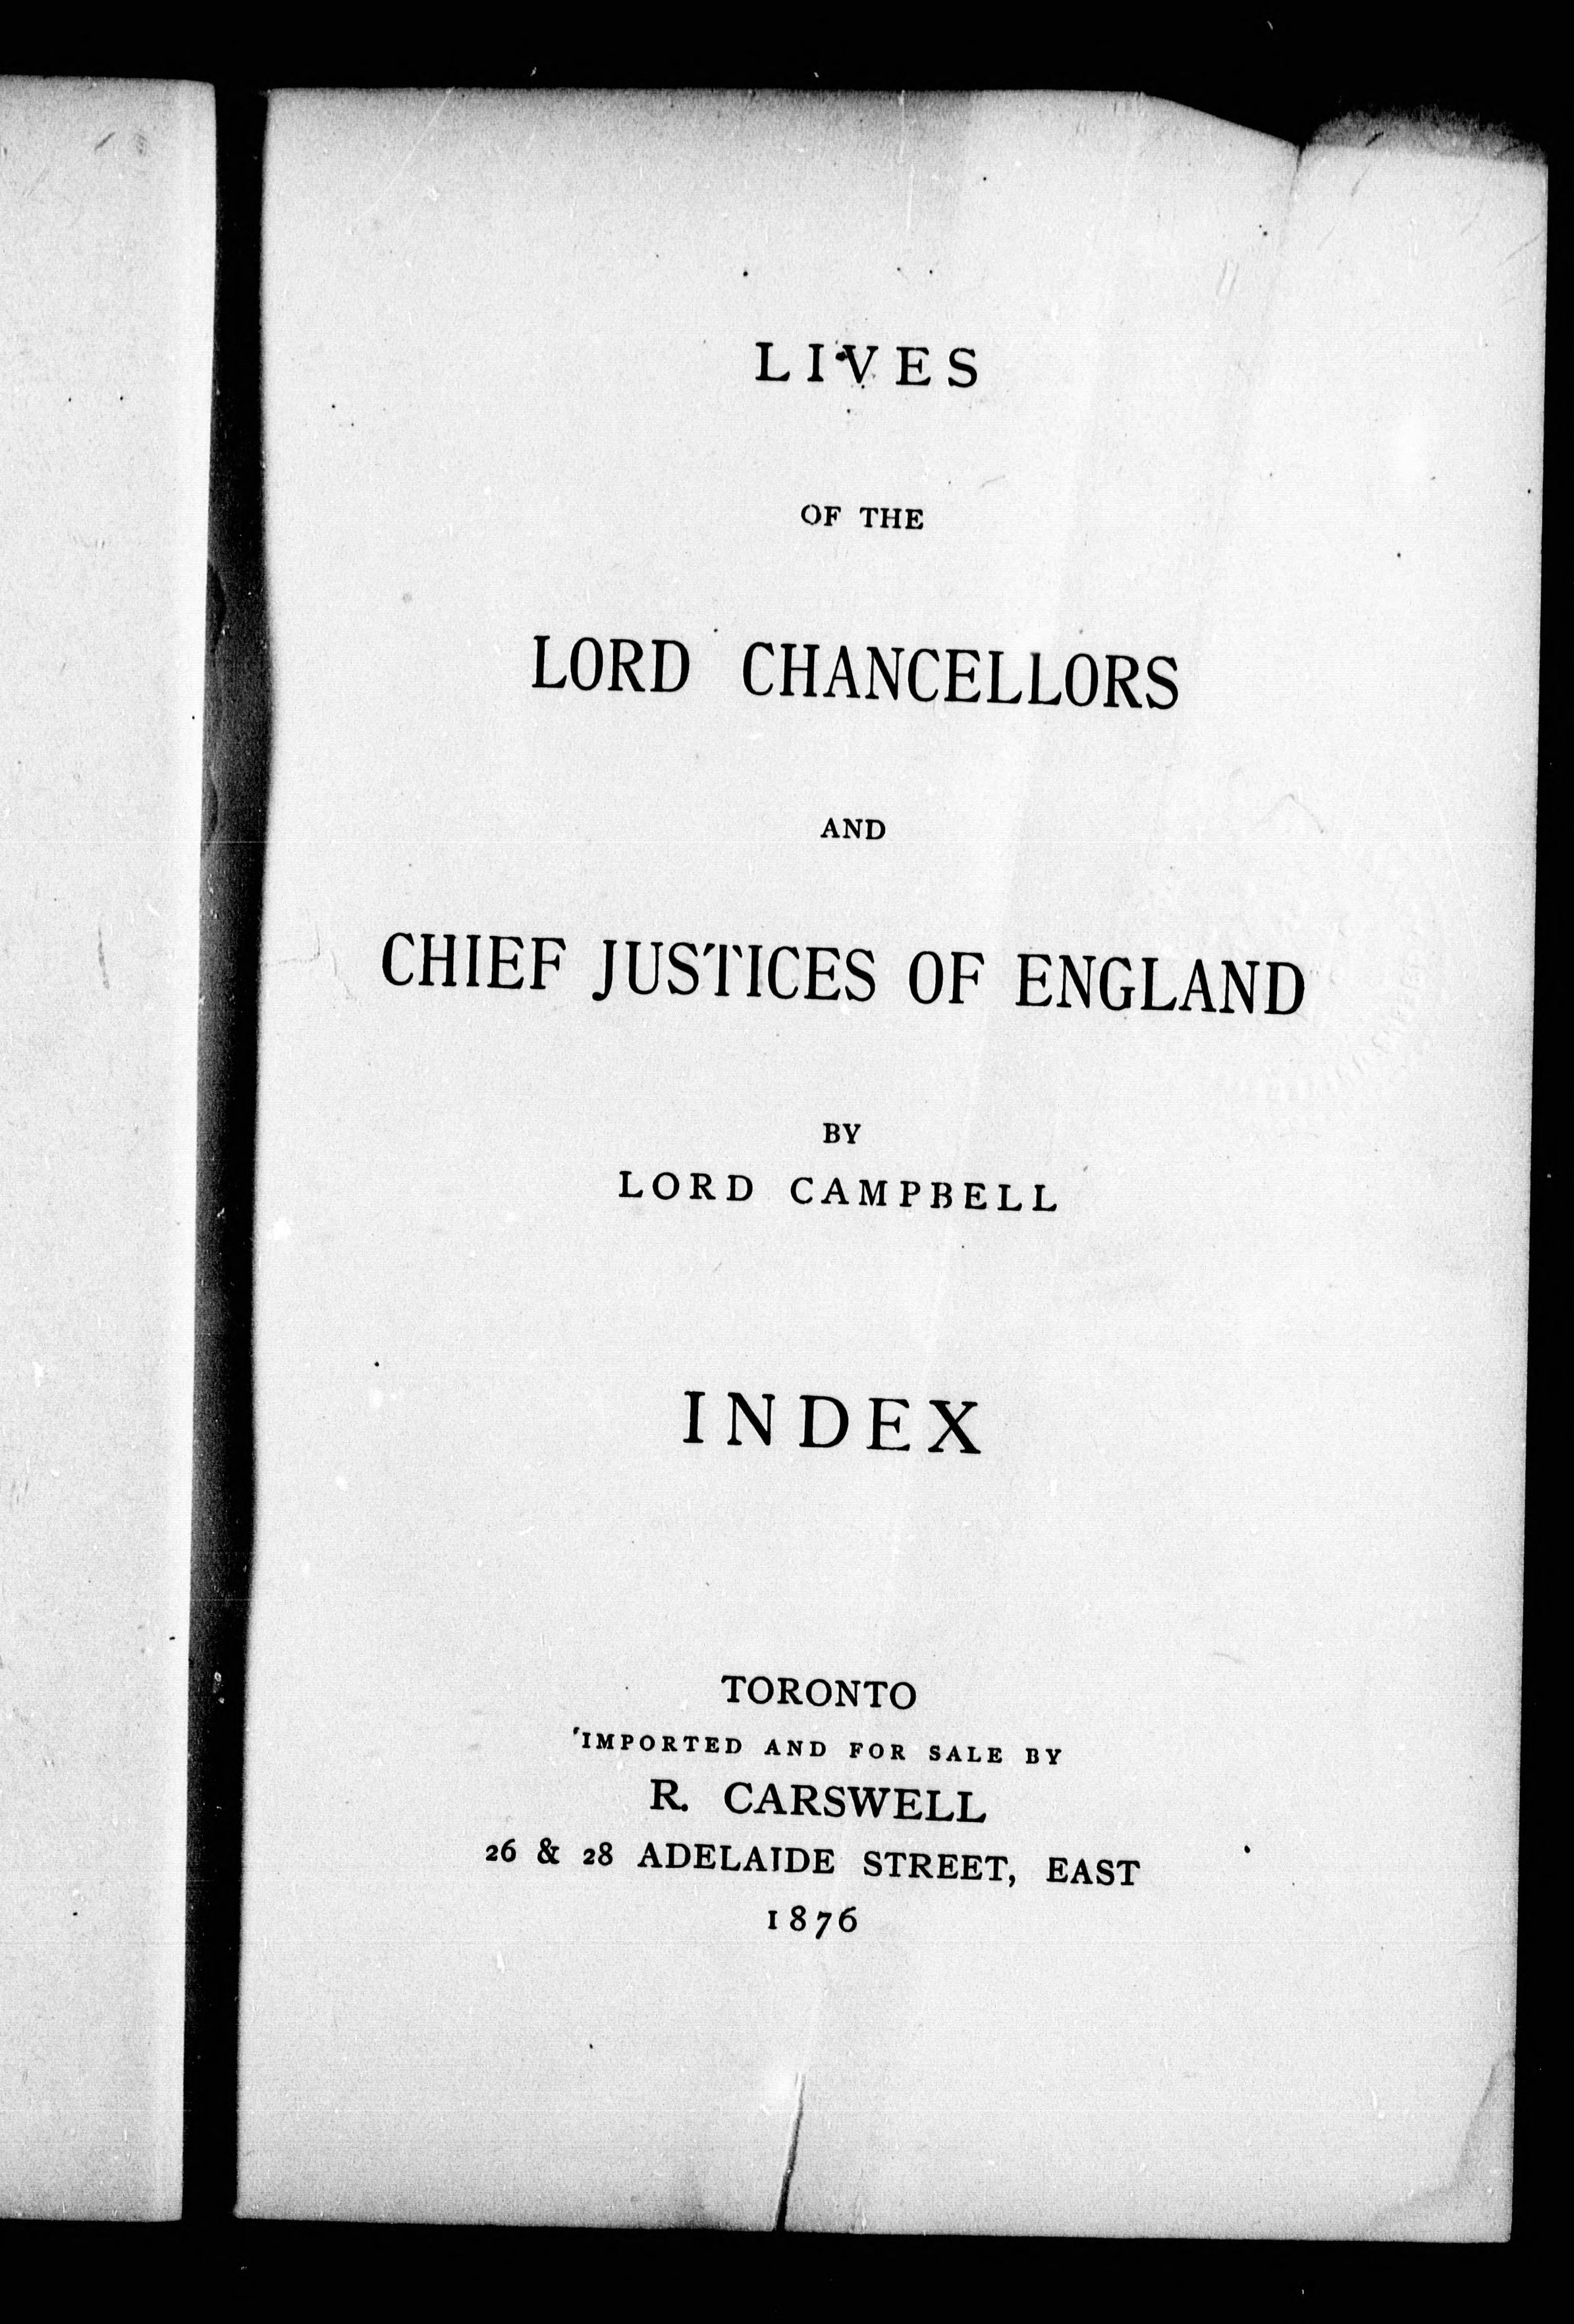 LIVES
OF THE
LORD CHANCELLORS
AND
CHIEF JUSTICES OF ENGLAND
BY
LORD CAMPBELL
INDEX
TORONTO
IMPORTED AND FOR SALE BY
R. CARSWELL
26 & 28 ADELAIDE STREET, EAST
1876